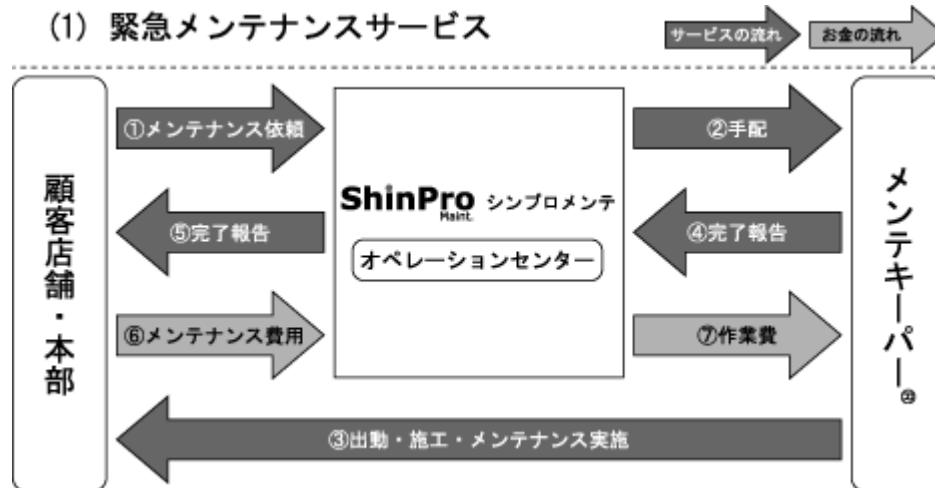 (1) 緊急メンテナンスサービス
サービスの流れ
お金の流れ
顧客店舗・本部
①メンテナンス依頼
②手配
メンテキーパー®
ShinPro Maint. シンプロメンテ
オペレーションセンター
⑤完了報告
④完了報告
⑥メンテナンス費用
⑦作業費
③出動・施工・メンテナンス実施